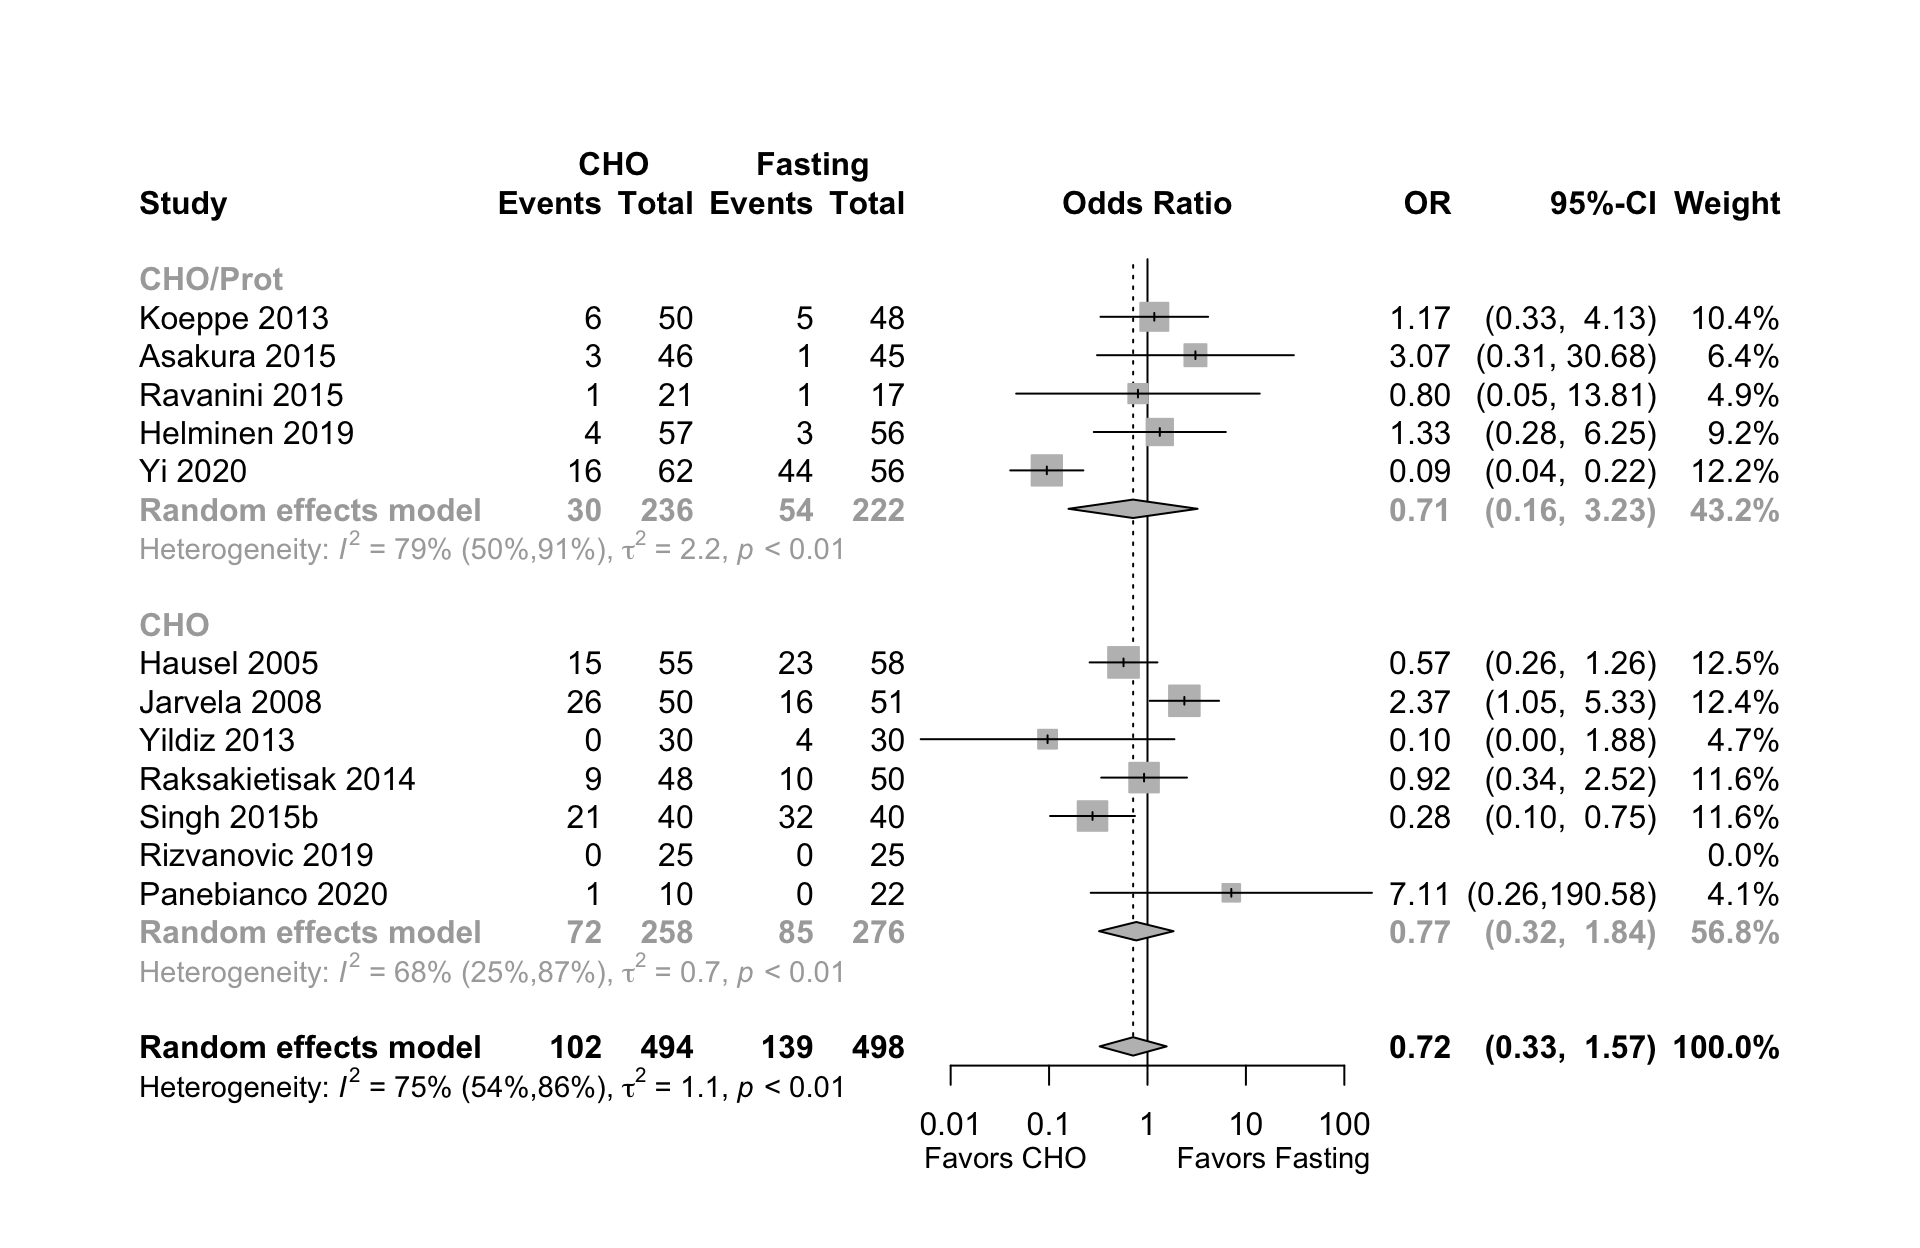 CHO Fasting
Study Events Total Events Total Odds Ratio OR 95%-CI Weight
CHO/Prot
Koeppe 2013 6 50 5 48 1.17 (0.33, 4.13) 10.4%
Asakura 2015 3 46 1 45 3.07 (0.31, 30.68) 6.4%
Ravanini 2015 1 21 1 17 0.80 (0.05, 13.81) 4.9%
Helminen 2019 4 57 3 56 1.33 (0.28, 6.25) 9.2%
Yi 2020 16 62 44 56 0.09 (0.04, 0.22) 12.2%
Random effects model 30 236 54 222 0.71 (0.16, 3.23) 43.2%
Heterogeneity: I² = 79% (50%,91%), τ² = 2.2, p < 0.01
CHO
Hausel 2005 15 55 23 58 0.57 (0.26, 1.26) 12.5%
Jarvela 2008 26 50 16 51 2.37 (1.05, 5.33) 12.4%
Yildiz 2013 0 30 4 30 0.10 (0.00, 1.88) 4.7%
Raksakietisak 2014 9 48 10 50 0.92 (0.34, 2.52) 11.6%
Singh 2015b 21 40 32 40 0.28 (0.10, 0.75) 11.6%
Rizvanovic 2019 0 25 0 25 0.0%
Panebianco 2020 1 10 0 22 7.11 (0.26,190.58) 4.1%
Random effects model 72 258 85 276 0.77 (0.32, 1.84) 56.8%
Heterogeneity: I² = 68% (25%,87%), τ² = 0.7, p < 0.01
Random effects model 102 494 139 498 0.72 (0.33, 1.57) 100.0%
Heterogeneity: I² = 75% (54%,86%), τ² = 1.1, p < 0.01
0.01 0.1 1 10 100
Favors CHO Favors Fasting